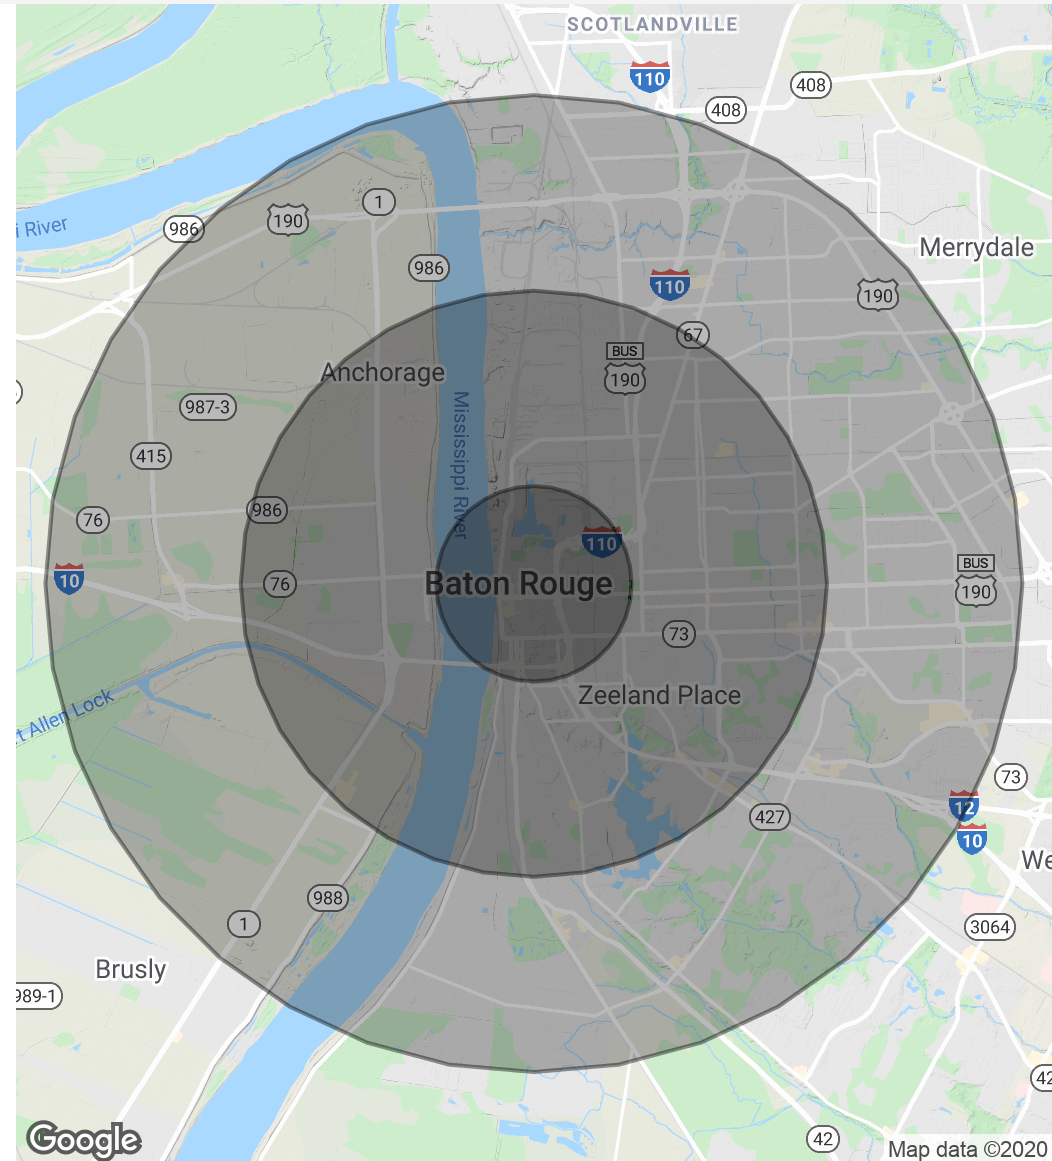 SCOTLANDVILLE
110
408
408
1
190
986
i River
986
Merrydale
110
190
67
BUS
190
Anchorage
987-3
Mississippi River
415
986
76
110
BUS
190
10
76
Baton Rouge
73
Zeeland Place
t Allen Lock
73
12
427
10
We
988
1
3064
Brusly
989-1
42
42
Google
Map data ©2020